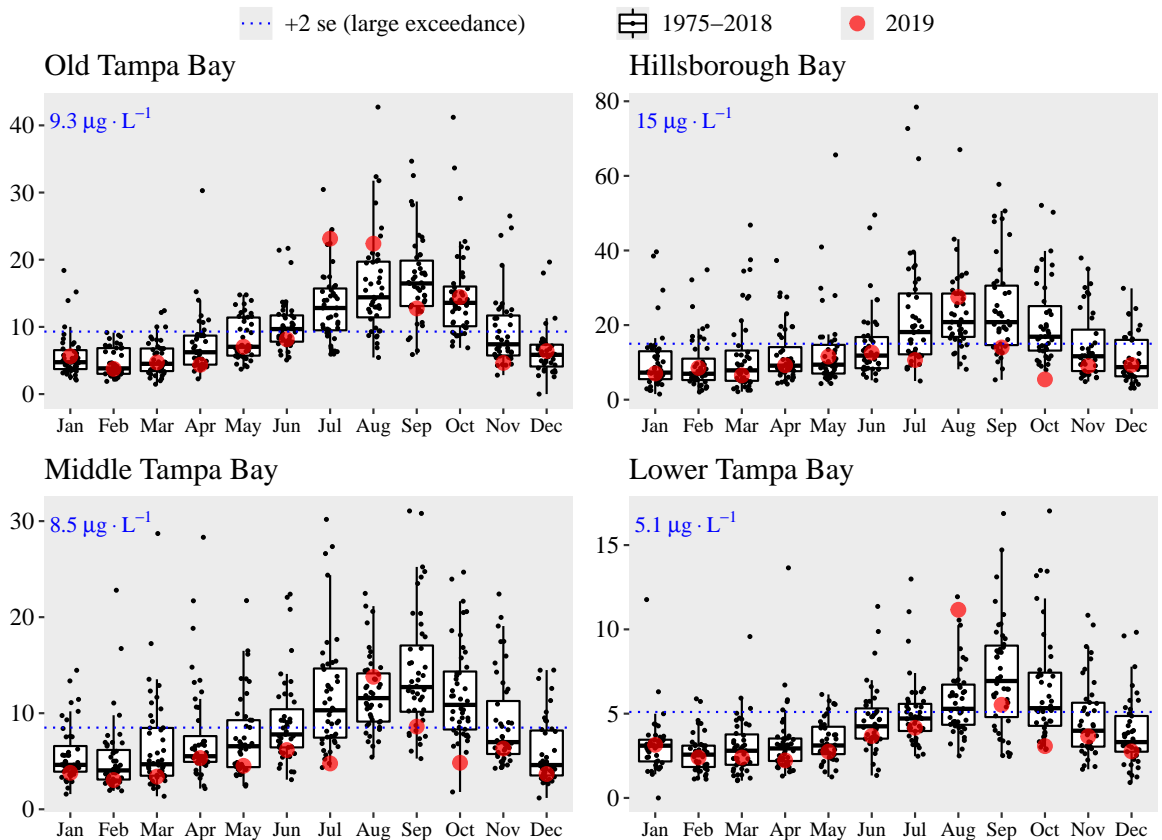 +2 se (large exceedance) 1975–2018 2019
Old Tampa Bay
9.3 μg · L⁻¹
40
30
20
10
0
Jan Feb Mar Apr May Jun Jul Aug Sep Oct Nov Dec
Hillsborough Bay
15 μg · L⁻¹
80
60
40
20
0
Jan Feb Mar Apr May Jun Jul Aug Sep Oct Nov Dec
Middle Tampa Bay
8.5 μg · L⁻¹
30
20
10
0
Jan Feb Mar Apr May Jun Jul Aug Sep Oct Nov Dec
Lower Tampa Bay
5.1 μg · L⁻¹
15
10
5
0
Jan Feb Mar Apr May Jun Jul Aug Sep Oct Nov Dec